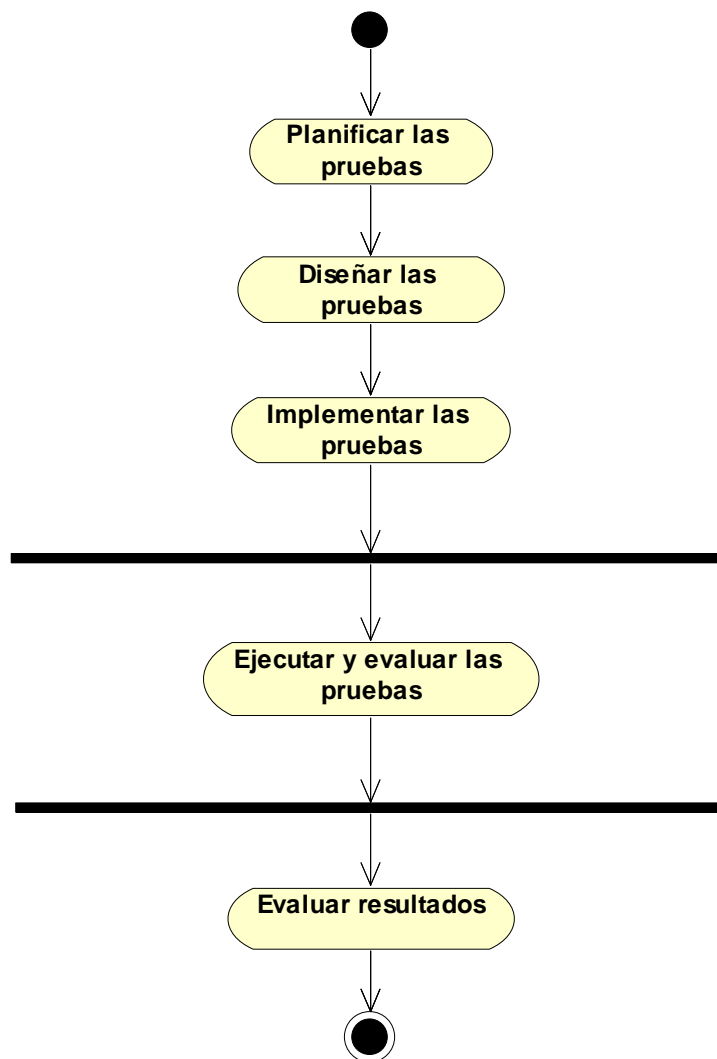 Planificar las
pruebas
Diseñar las
pruebas
Implementar las
pruebas
Ejecutar y evaluar las
pruebas
Evaluar resultados